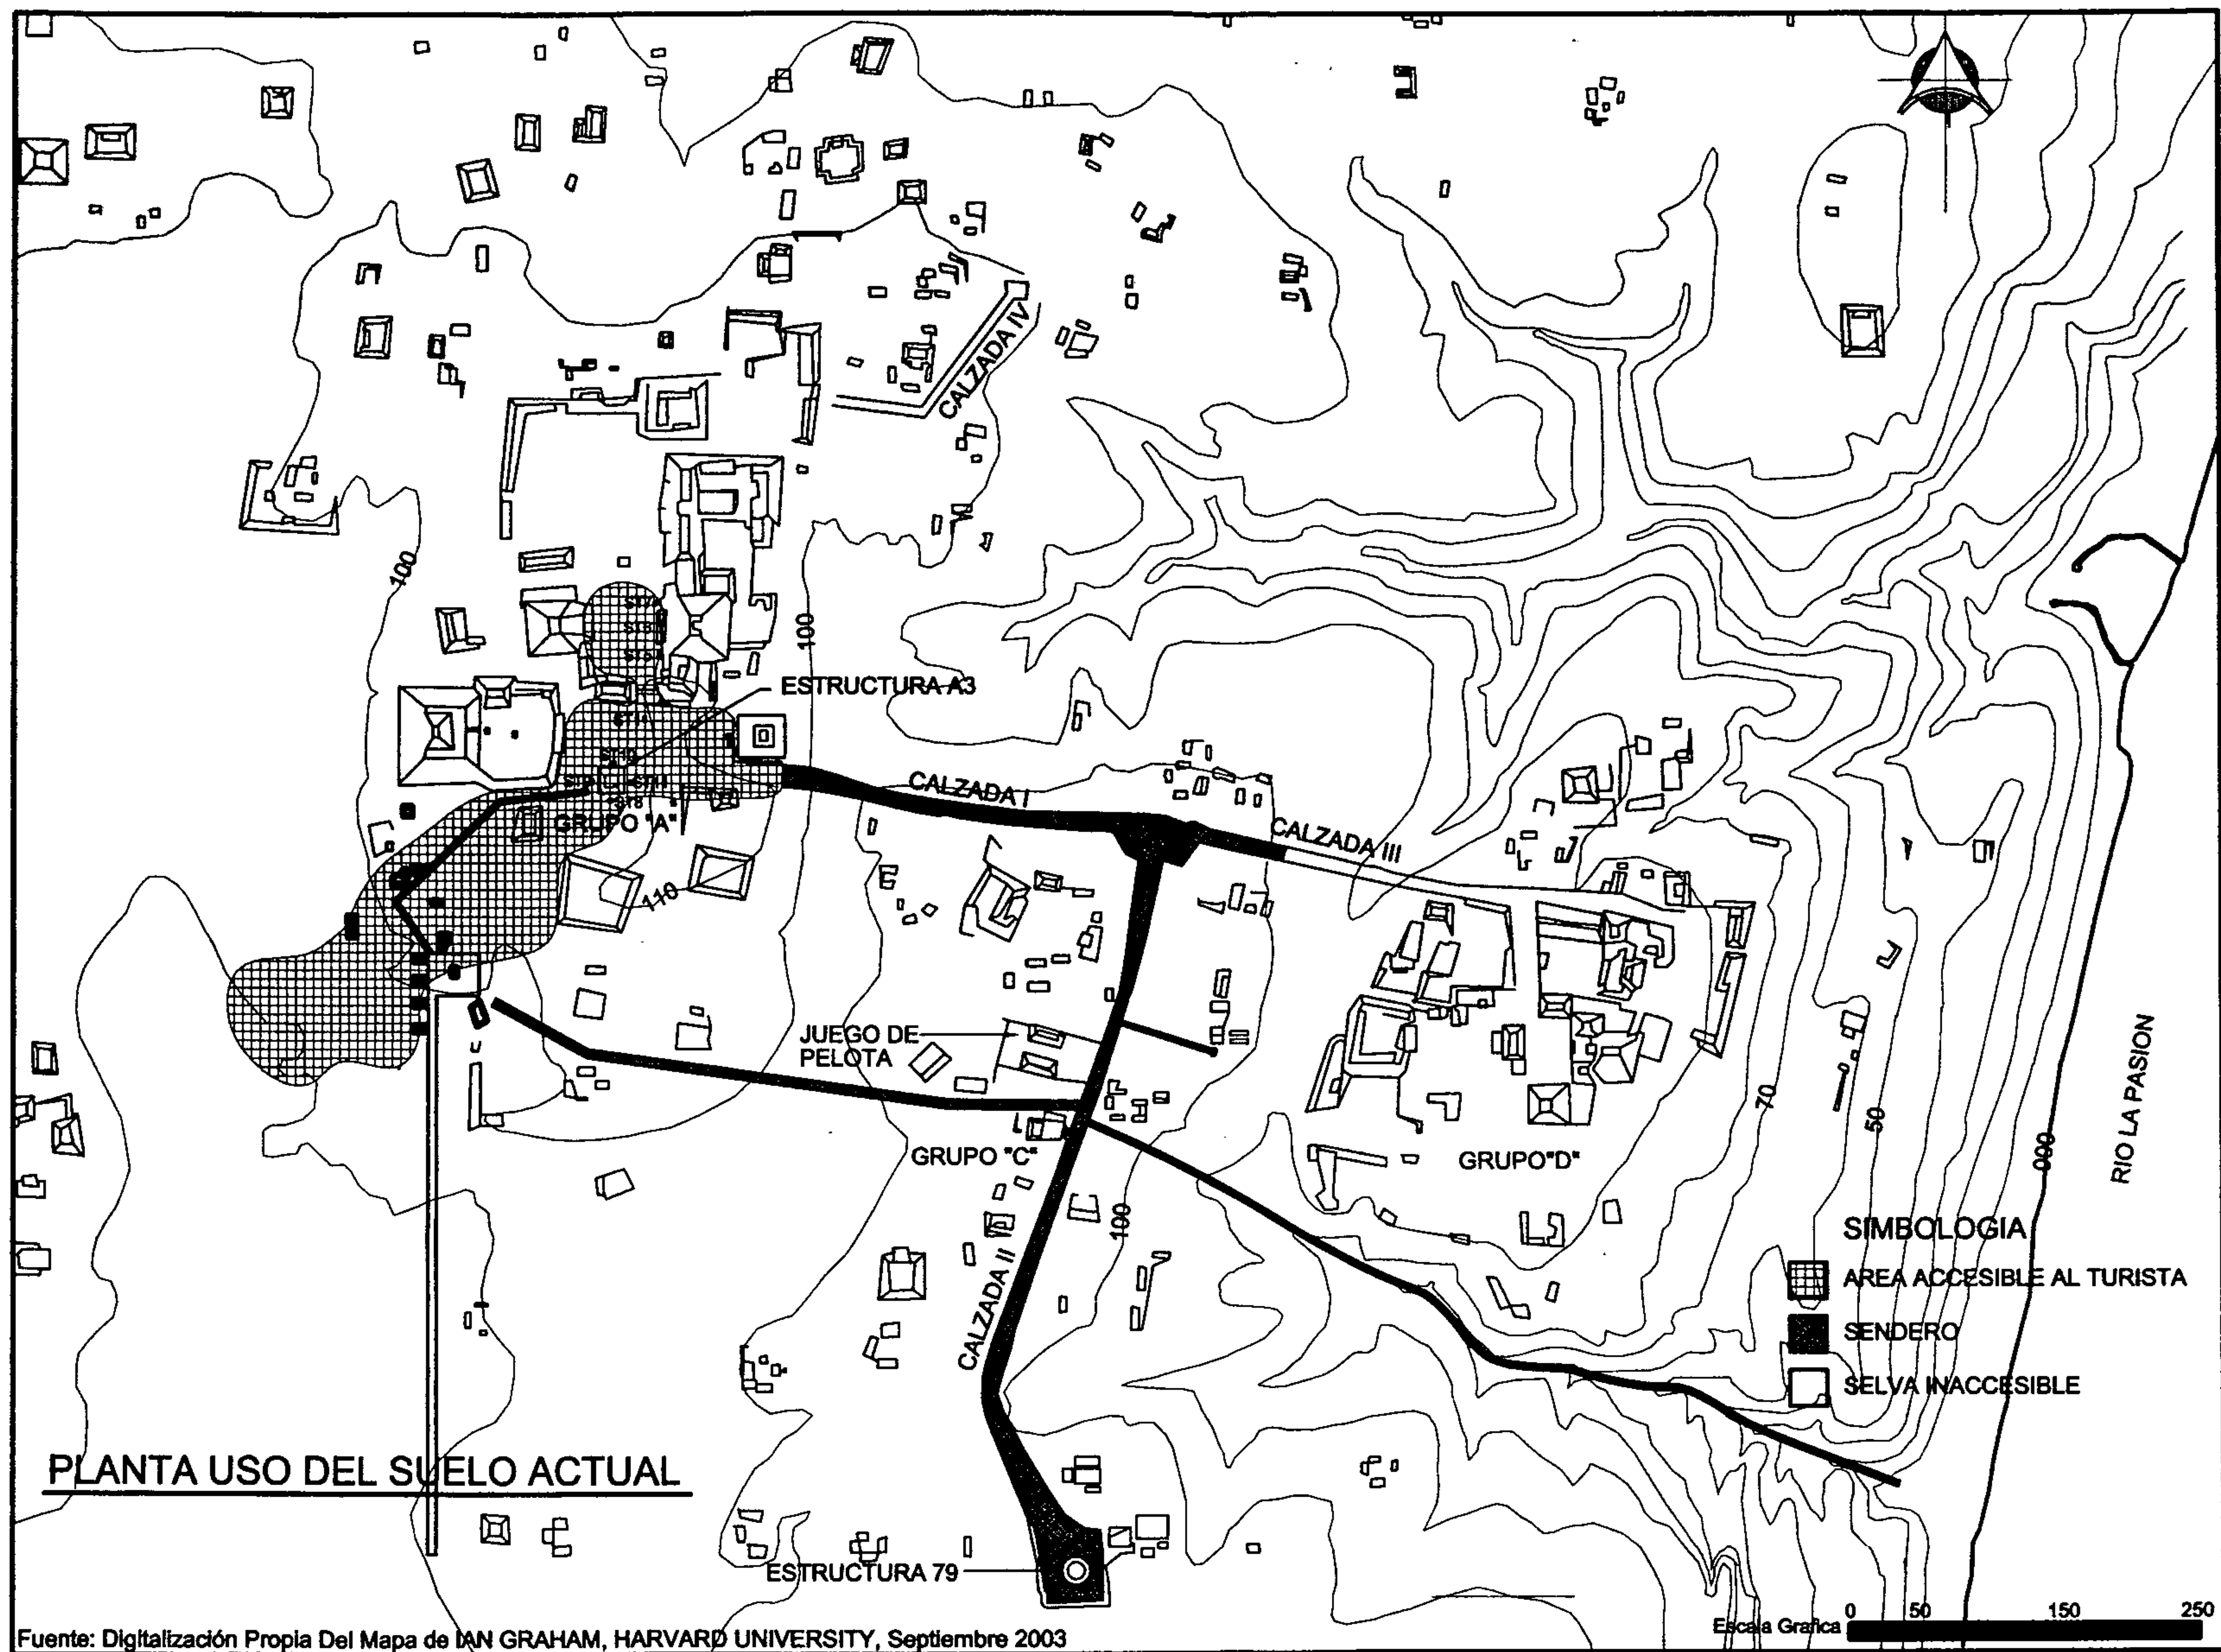 CALZADA IV
100
ST7
100
ESTRUCTURA A3
CALZADA I
GRUPO "A"
CALZADA III
110
JUEGO DE
PELOTA
RIO LA PASION
70
50
060
GRUPO "C"
GRUPO"D"
100
CALZADA II
SIMBOLOGIA
AREA ACCESIBLE AL TURISTA
SENDERO
SELVA INACCESIBLE
PLANTA USO DEL SUELO ACTUAL
ESTRUCTURA 79
Escala Grafica 0 50 150 250
Fuente: Digitalización Propia Del Mapa de IAN GRAHAM, HARVARD UNIVERSITY, Septiembre 2003